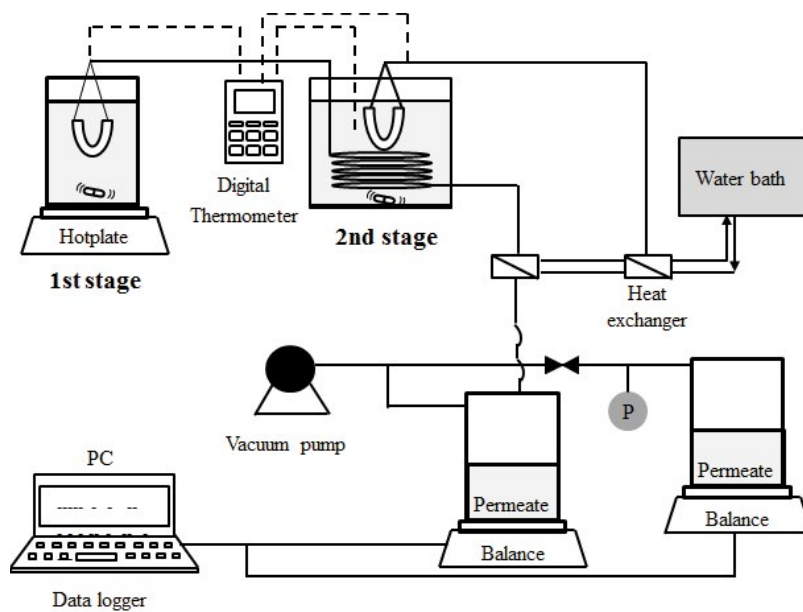 Digital
Thermometer
Hotplate
1st stage
2nd stage
Water bath
Heat
exchanger
Vacuum pump
P
Permeate
Permeate
Balance
Balance
PC
Data logger